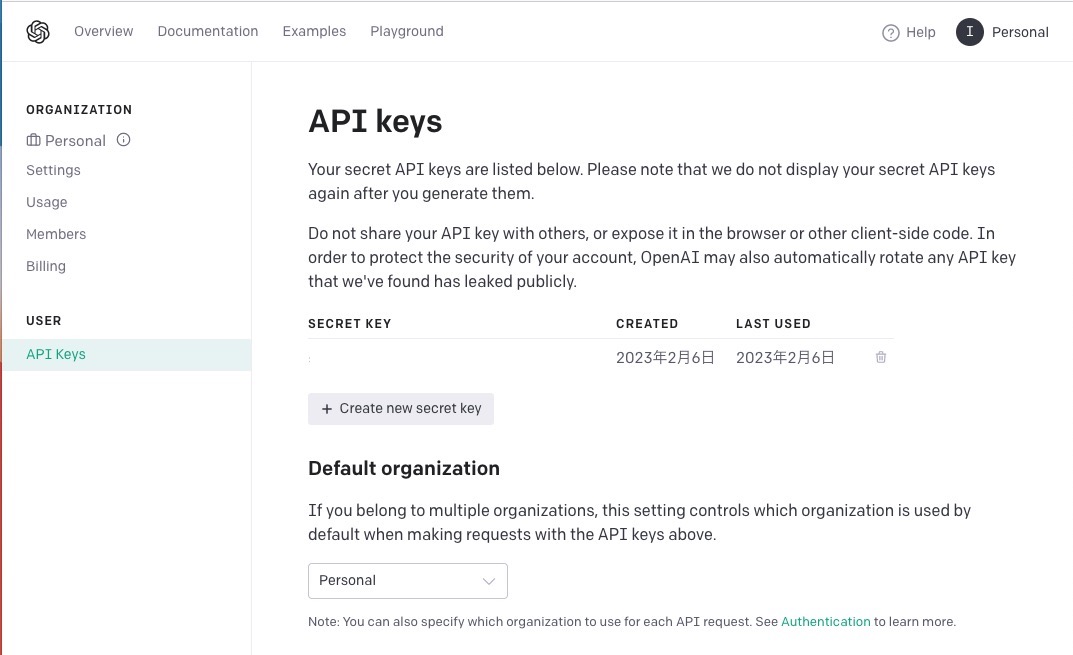 Overview Documentation Examples Playground Help I Personal
ORGANIZATION
Personal
Settings
Usage
Members
Billing
USER
API Keys
API keys
Your secret API keys are listed below. Please note that we do not display your secret API keys
again after you generate them.
Do not share your API key with others, or expose it in the browser or other client-side code. In
order to protect the security of your account, OpenAI may also automatically rotate any API key
that we've found has leaked publicly.
SECRET KEY CREATED LAST USED
2023年2月6日 2023年2月6日
+ Create new secret key
Default organization
If you belong to multiple organizations, this setting controls which organization is used by
default when making requests with the API keys above.
Personal
Note: You can also specify which organization to use for each API request. See Authentication to learn more.